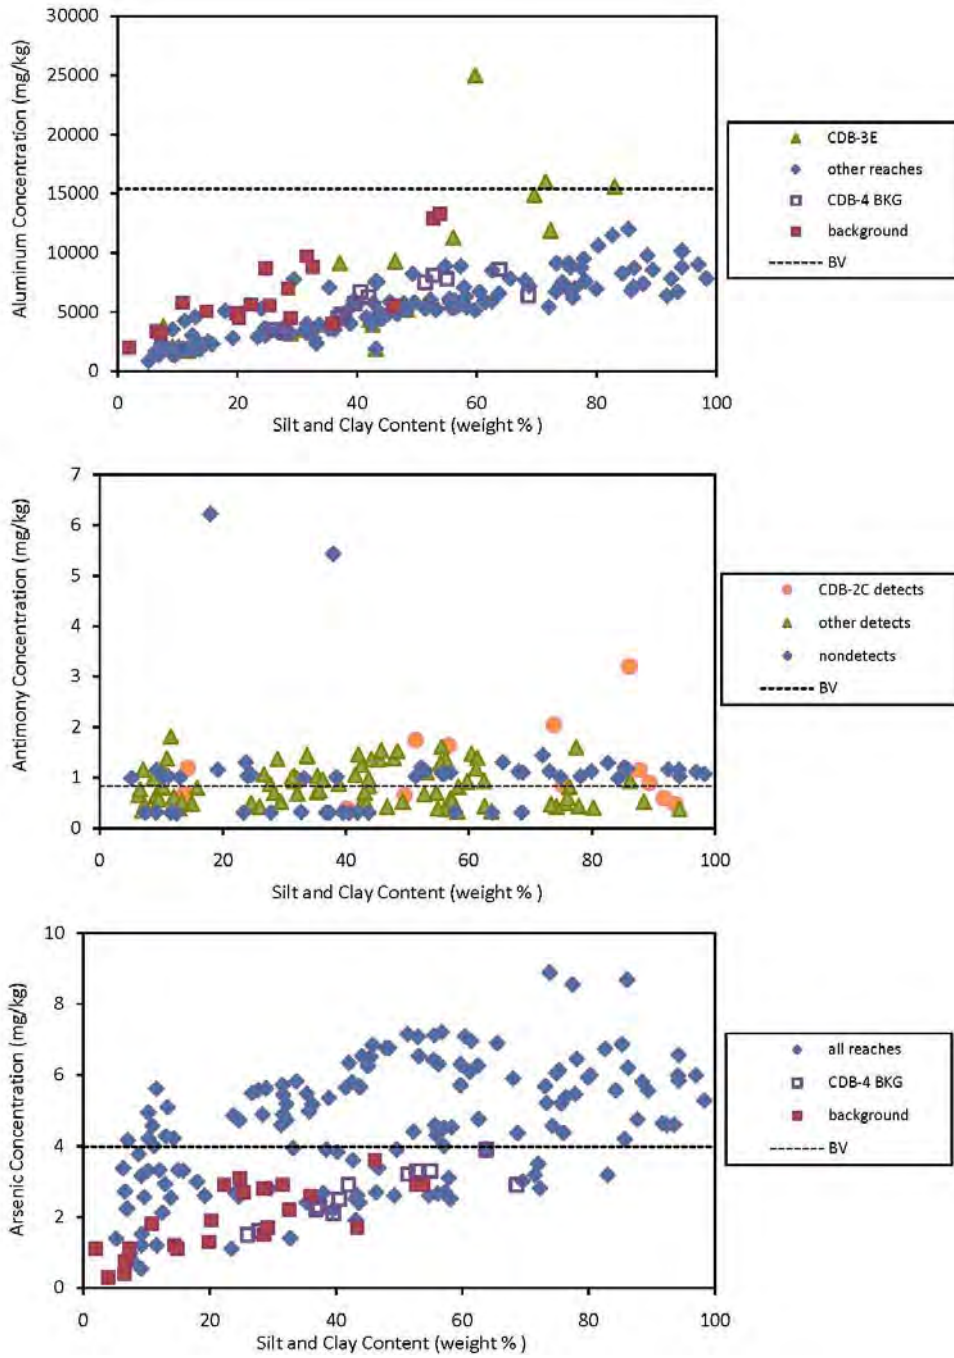 Aluminum Concentration (mg/kg)
30000
25000
20000
15000
10000
5000
0
0 20 40 60 80 100
Silt and Clay Content (weight % )
CDB-3E
other reaches
CDB-4 BKG
background
BV
Antimony Concentration (mg/kg)
7
6
5
4
3
2
1
0
0 20 40 60 80 100
Silt and Clay Content (weight % )
CDB-2C detects
other detects
nondetects
BV
Arsenic Concentration (mg/kg)
10
8
6
4
2
0
0 20 40 60 80 100
Silt and Clay Content (weight % )
all reaches
CDB-4 BKG
background
BV